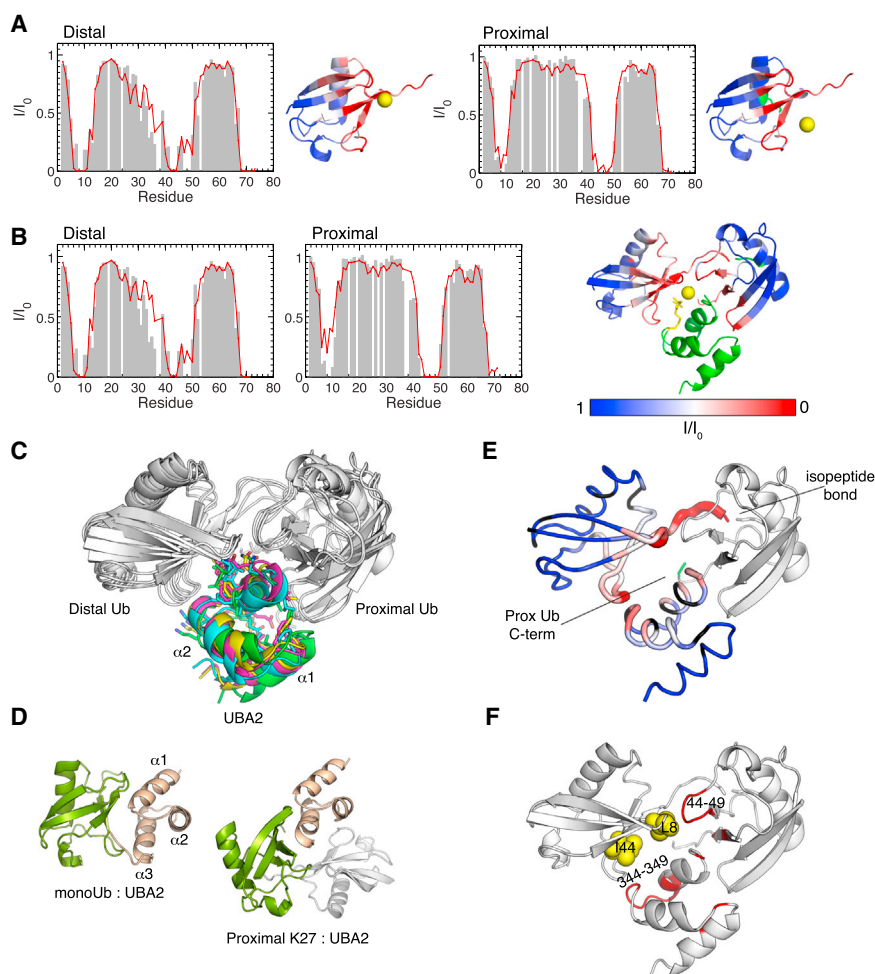 A
Distal
1
0.5
0
I/I0
0 10 20 30 40 50 60 70 80
Residue
Proximal
1
0.5
0
I/I0
0 10 20 30 40 50 60 70 80
Residue
B
Distal
1
0.5
0
I/I0
0 10 20 30 40 50 60 70 80
Residue
Proximal
1
0.5
0
0 10 20 30 40 50 60 70 80
Residue
1 0
I/I0
C
Distal Ub
Proximal Ub
α2
α1
UBA2
E
isopeptide
bond
Prox Ub
C-term
D
α1
α2
α3
monoUb : UBA2
Proximal K27 : UBA2
F
44-49
L8
I44
344-349